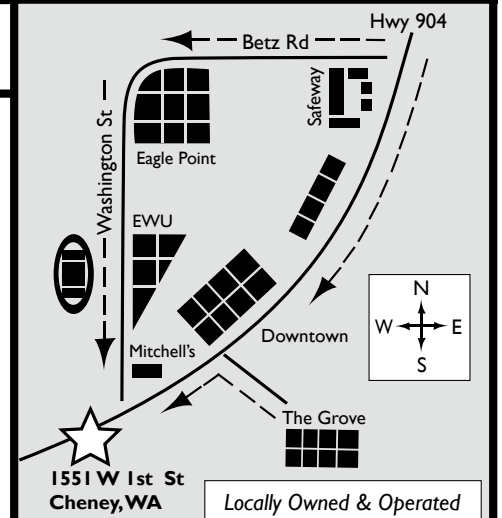 Hwy 904
Betz Rd
Safeway
Washington St
Eagle Point
EWU
N
W E
S
Downtown
Mitchell's
The Grove
1551 W 1st St
Cheney, WA
Locally Owned & Operated